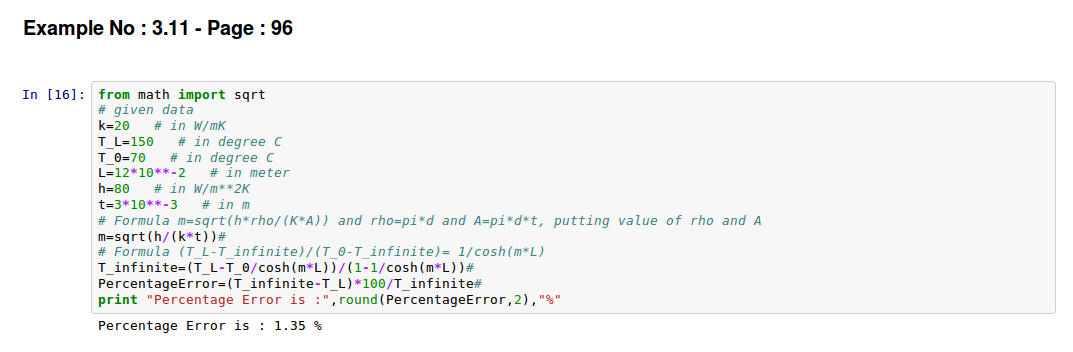 Example No : 3.11 - Page : 96
In [16]: from math import sqrt
# given data
k=20   # in W/mK
T_L=150   # in degree C
T_0=70   # in degree C
L=12*10**-2   # in meter
h=80   # in W/m**2K
t=3*10**-3   # in m
# Formula m=sqrt(h*rho/(K*A)) and rho=pi*d and A=pi*d*t, putting value of rho and A
m=sqrt(h/(k*t))#
# Formula (T_L-T_infinite)/(T_0-T_infinite)= 1/cosh(m*L)
T_infinite=(T_L-T_0/cosh(m*L))/(1-1/cosh(m*L))#
PercentageError=(T_infinite-T_L)*100/T_infinite#
print "Percentage Error is :",round(PercentageError,2),"%"
Percentage Error is : 1.35 %